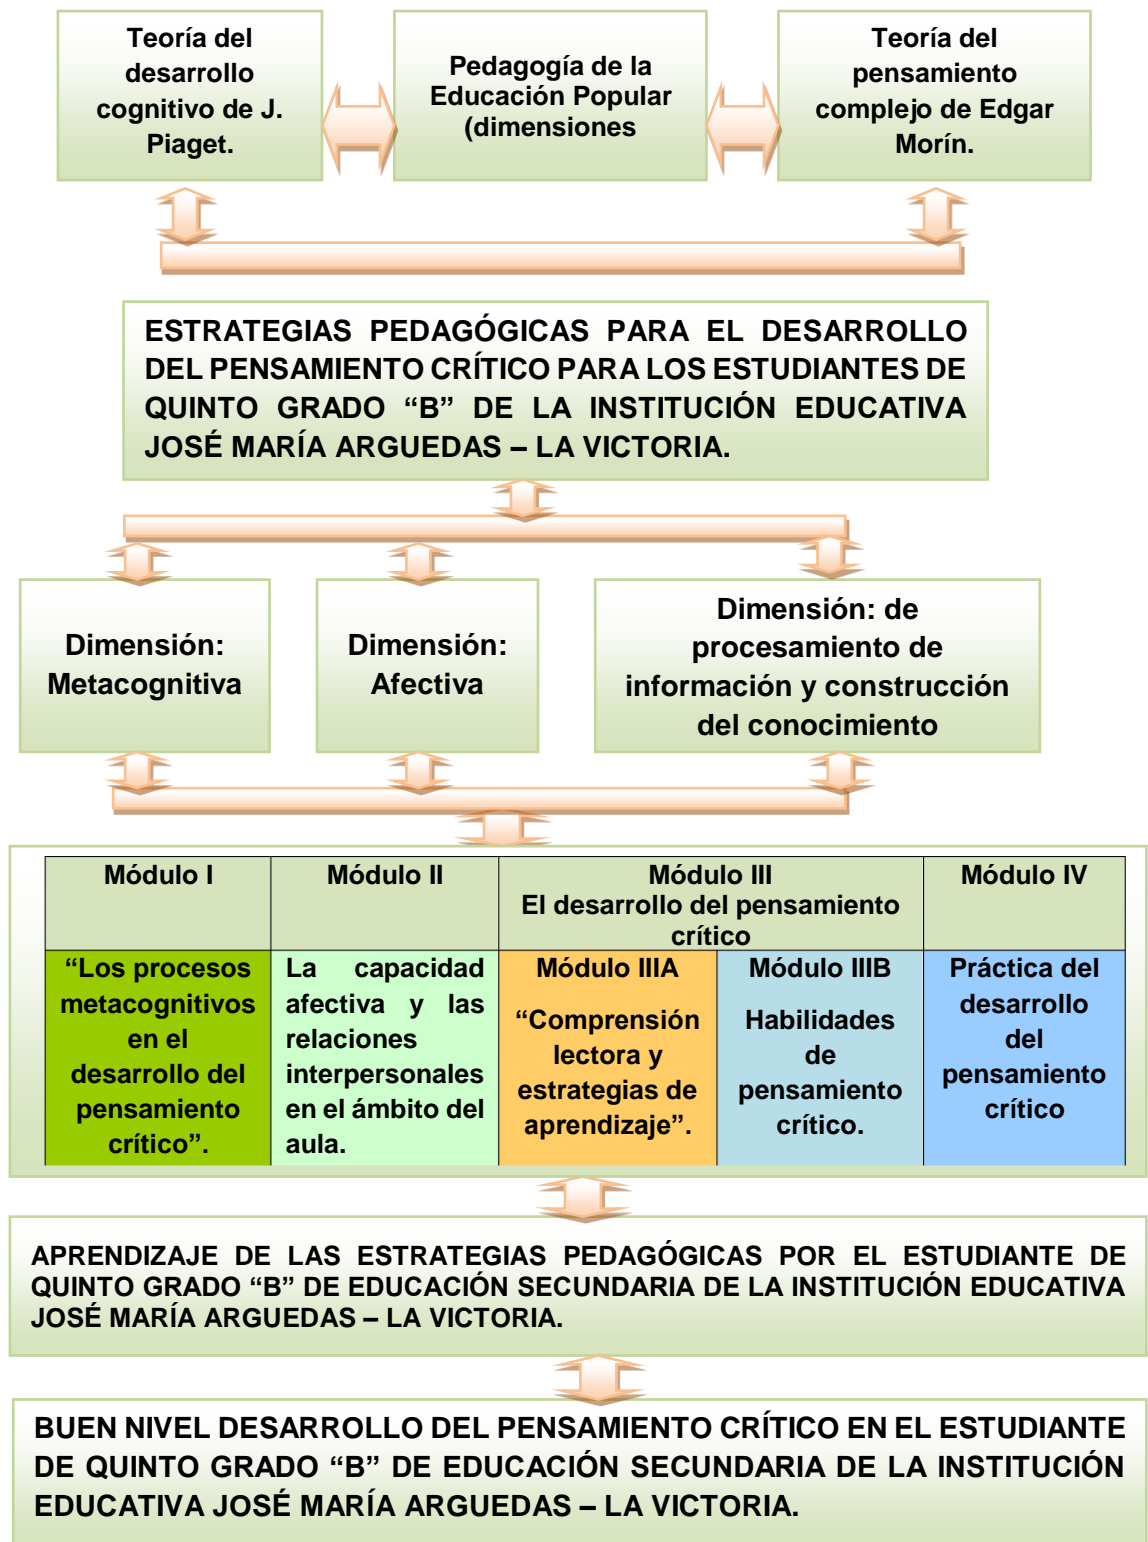 Teoría del
desarrollo
cognitivo de J.
Piaget.
Pedagogía de la
Educación Popular
(dimensiones
Teoría del
pensamiento
complejo de Edgar
Morín.
ESTRATEGIAS PEDAGÓGICAS PARA EL DESARROLLO
DEL PENSAMIENTO CRÍTICO PARA LOS ESTUDIANTES DE
QUINTO GRADO “B” DE LA INSTITUCIÓN EDUCATIVA
JOSÉ MARÍA ARGUEDAS – LA VICTORIA.
Dimensión:
Metacognitiva
Dimensión:
Afectiva
Dimensión: de
procesamiento de
información y construcción
del conocimiento
Módulo I
Módulo II
Módulo III
El desarrollo del pensamiento
crítico
Módulo IV
“Los procesos
metacognitivos
en el
desarrollo del
pensamiento
crítico”.
La capacidad
afectiva y las
relaciones
interpersonales
en el ámbito del
aula.
Módulo IIIA
“Comprensión
lectora y
estrategias de
aprendizaje”.
Módulo IIIB
Habilidades
de
pensamiento
crítico.
Práctica del
desarrollo
del
pensamiento
crítico
APRENDIZAJE DE LAS ESTRATEGIAS PEDAGÓGICAS POR EL ESTUDIANTE DE
QUINTO GRADO “B” DE EDUCACIÓN SECUNDARIA DE LA INSTITUCIÓN EDUCATIVA
JOSÉ MARÍA ARGUEDAS – LA VICTORIA.
BUEN NIVEL DESARROLLO DEL PENSAMIENTO CRÍTICO EN EL ESTUDIANTE
DE QUINTO GRADO “B” DE EDUCACIÓN SECUNDARIA DE LA INSTITUCIÓN
EDUCATIVA JOSÉ MARÍA ARGUEDAS – LA VICTORIA.